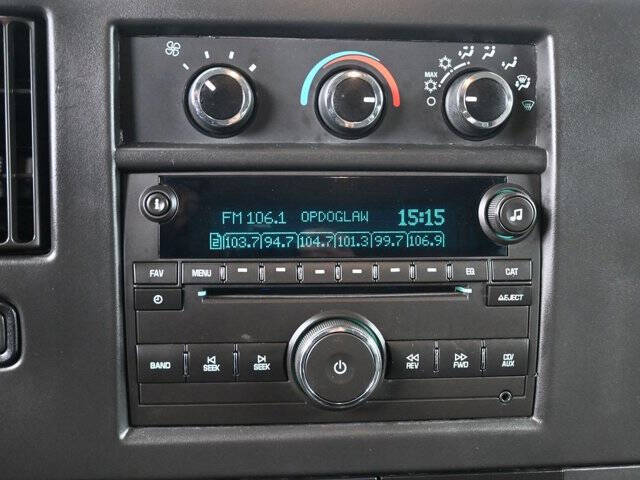 MAX
FM 106.1 OPDOGLAW 15:15
103.7 94.7 104.7 101.3 99.7 106.9
FAV MENU EQ CAT
EJECT
BAND SEEK SEEK REV FWD CD/
AUX